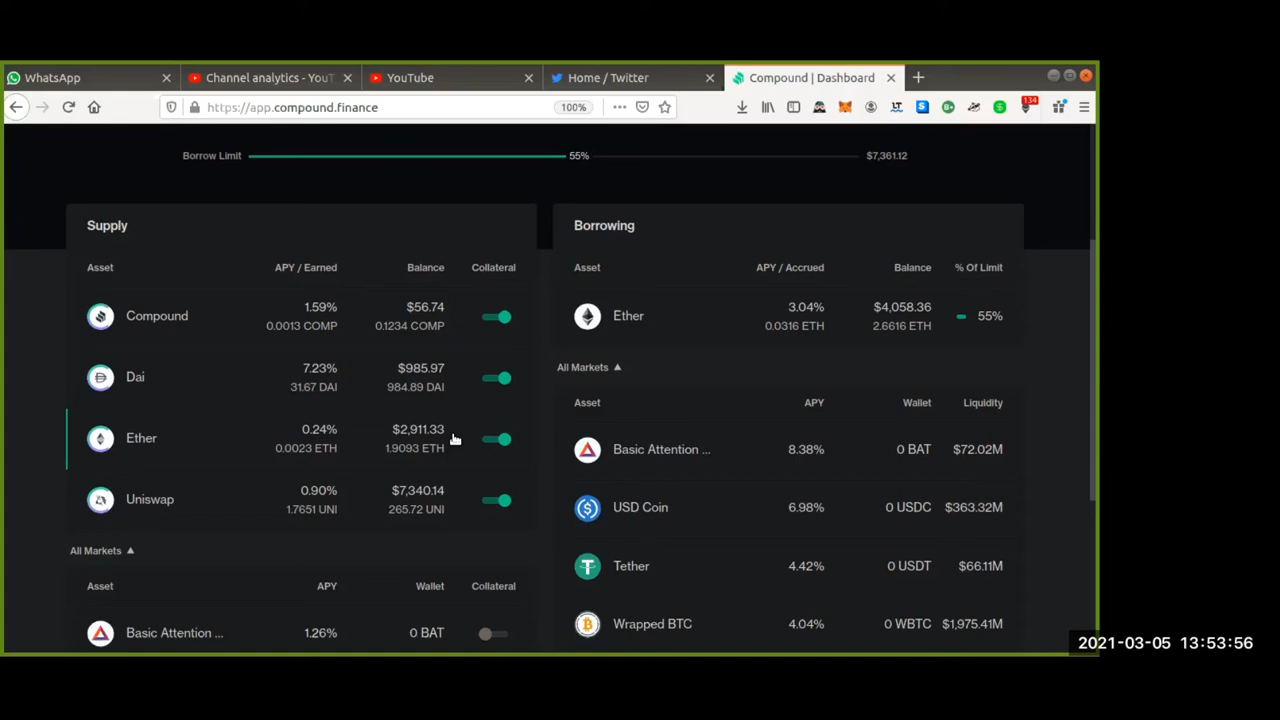 WhatsApp
Channel analytics - YouT
YouTube
Home / Twitter
Compound | Dashboard
https://app.compound.finance
100%
134
Borrow Limit
55%
$7,361.12
Supply
Asset APY / Earned Balance Collateral
Compound 1.59% $56.74
0.0013 COMP 0.1234 COMP
Dai 7.23% $985.97
31.67 DAI 984.89 DAI
Ether 0.24% $2,911.33
0.0023 ETH 1.9093 ETH
Uniswap 0.90% $7,340.14
1.7651 UNI 265.72 UNI
All Markets
Asset APY Wallet Collateral
Basic Attention ... 1.26% 0 BAT
Borrowing
Asset APY / Accrued Balance % Of Limit
Ether 3.04% $4,058.36 55%
0.0316 ETH 2.6616 ETH
All Markets
Asset APY Wallet Liquidity
Basic Attention ... 8.38% 0 BAT $72.02M
USD Coin 6.98% 0 USDC $363.32M
Tether 4.42% 0 USDT $66.11M
Wrapped BTC 4.04% 0 WBTC $1,975.41M
2021-03-05 13:53:56